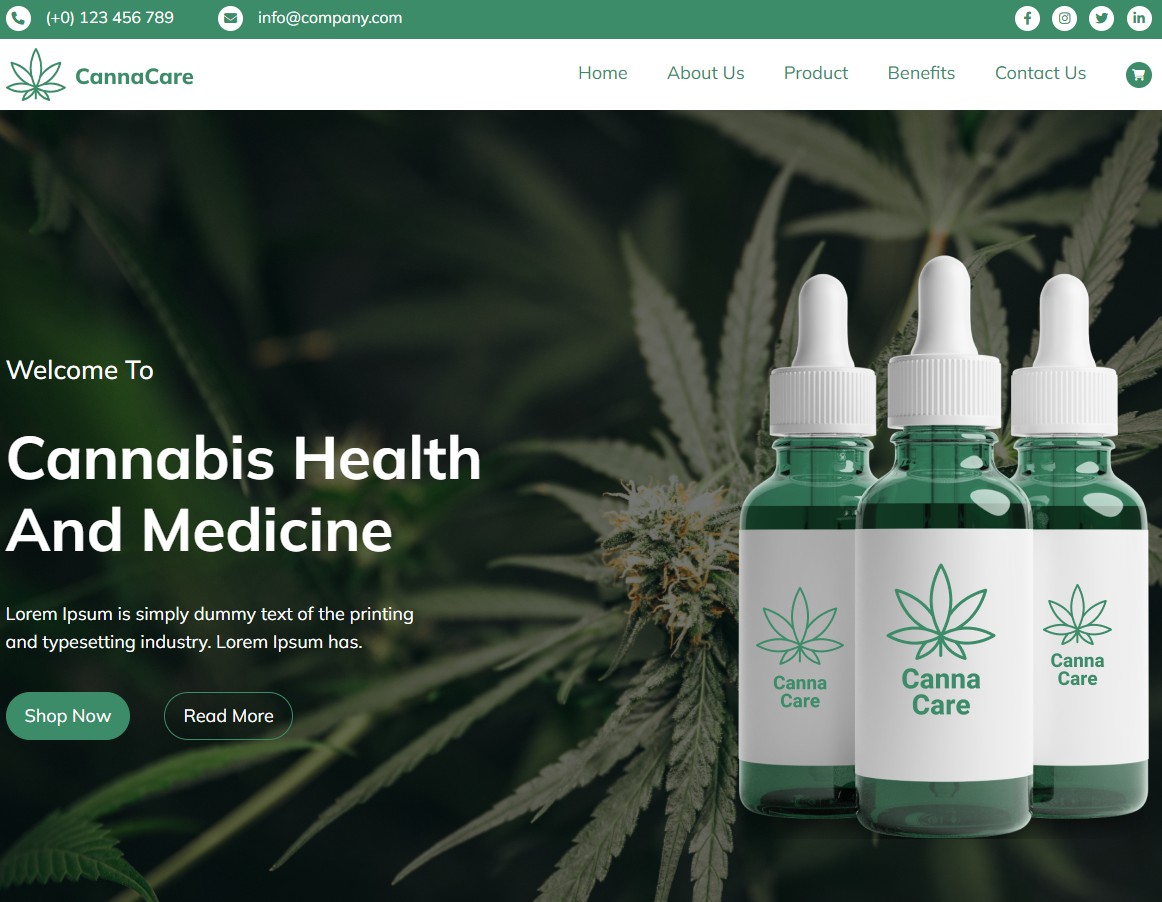 (+0) 123 456 789
info@company.com
CannaCare
Home
About Us
Product
Benefits
Contact Us
Welcome To
Cannabis Health
And Medicine
Lorem Ipsum is simply dummy text of the printing
and typesetting industry. Lorem Ipsum has.
Shop Now
Read More
Canna
Care
Canna
Care
Canna
Care